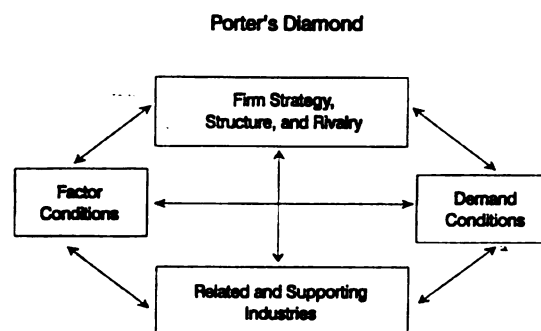 Porter's Diamond
Firm Strategy,
Structure, and Rivalry
Factor
Conditions
Demand
Conditions
Related and Supporting
Industries